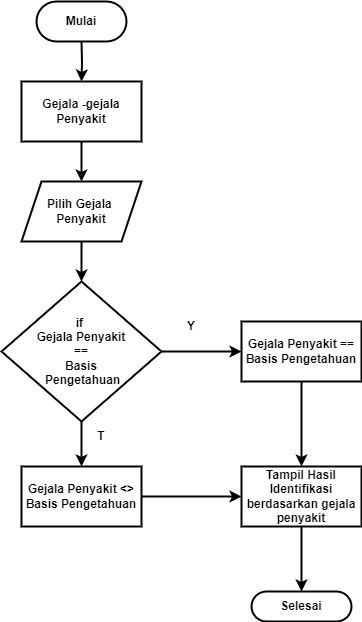 Mulai
Gejala -gejala
Penyakit
Pilih Gejala
Penyakit
if
Gejala Penyakit
==
Basis
Pengetahuan
Y
Gejala Penyakit ==
Basis Pengetahuan
T
Gejala Penyakit <>
Basis Pengetahuan
Tampil Hasil
Identifikasi
berdasarkan gejala
penyakit
Selesai